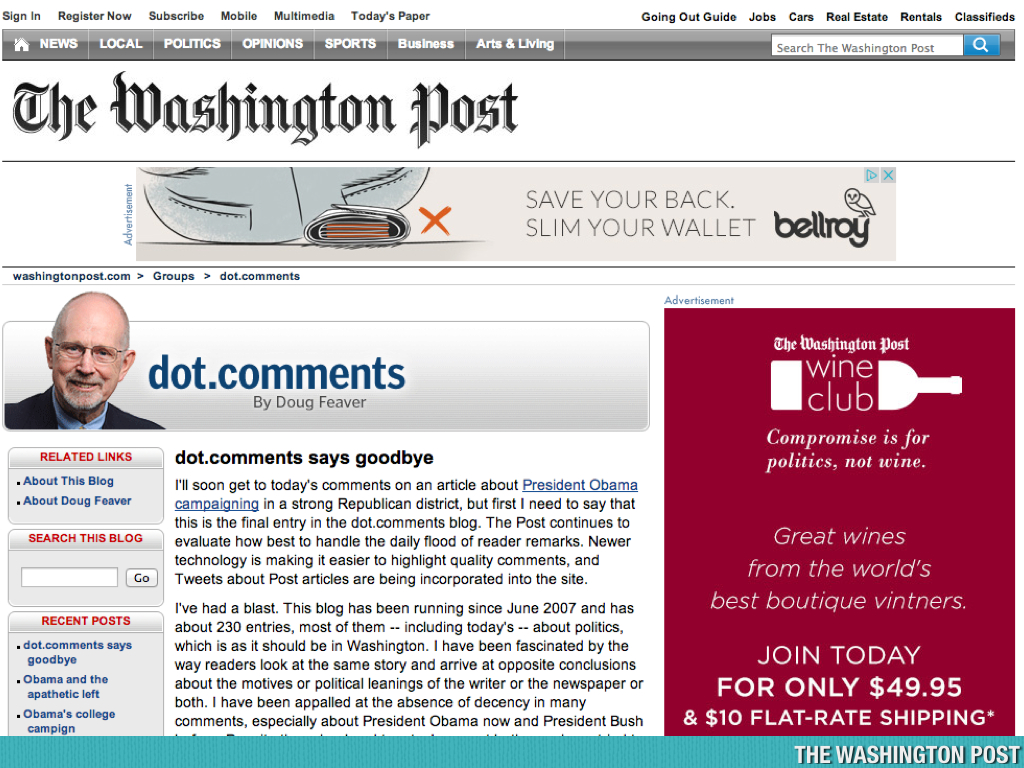 Sign In Register Now Subscribe Mobile Multimedia Today's Paper
Going Out Guide Jobs Cars Real Estate Rentals Classifieds
NEWS LOCAL POLITICS OPINIONS SPORTS Business Arts & Living
Search The Washington Post
The Washington Post
Advertisement
SAVE YOUR BACK.
SLIM YOUR WALLET
bellroy
washingtonpost.com > Groups > dot.comments
dot.comments
By Doug Feaver
RELATED LINKS
About This Blog
About Doug Feaver
SEARCH THIS BLOG
Go
RECENT POSTS
dot.comments says
goodbye
Obama and the
apathetic left
Obama's college
campaign
dot.comments says goodbye
I'll soon get to today's comments on an article about President Obama
campaigning in a strong Republican district, but first I need to say that
this is the final entry in the dot.comments blog. The Post continues to
evaluate how best to handle the daily flood of reader remarks. Newer
technology is making it easier to highlight quality comments, and
Tweets about Post articles are being incorporated into the site.
I've had a blast. This blog has been running since June 2007 and has
about 230 entries, most of them -- including today's -- about politics,
which is as it should be in Washington. I have been fascinated by the
way readers look at the same story and arrive at opposite conclusions
about the motives or political leanings of the writer or the newspaper or
both. I have been appalled at the absence of decency in many
comments, especially about President Obama now and President Bush
Advertisement
The Washington Post
wine
club
Compromise is for
politics, not wine.
Great wines
from the world's
best boutique vintners.
JOIN TODAY
FOR ONLY $49.95
& $10 FLAT-RATE SHIPPING*
THE WASHINGTON POST